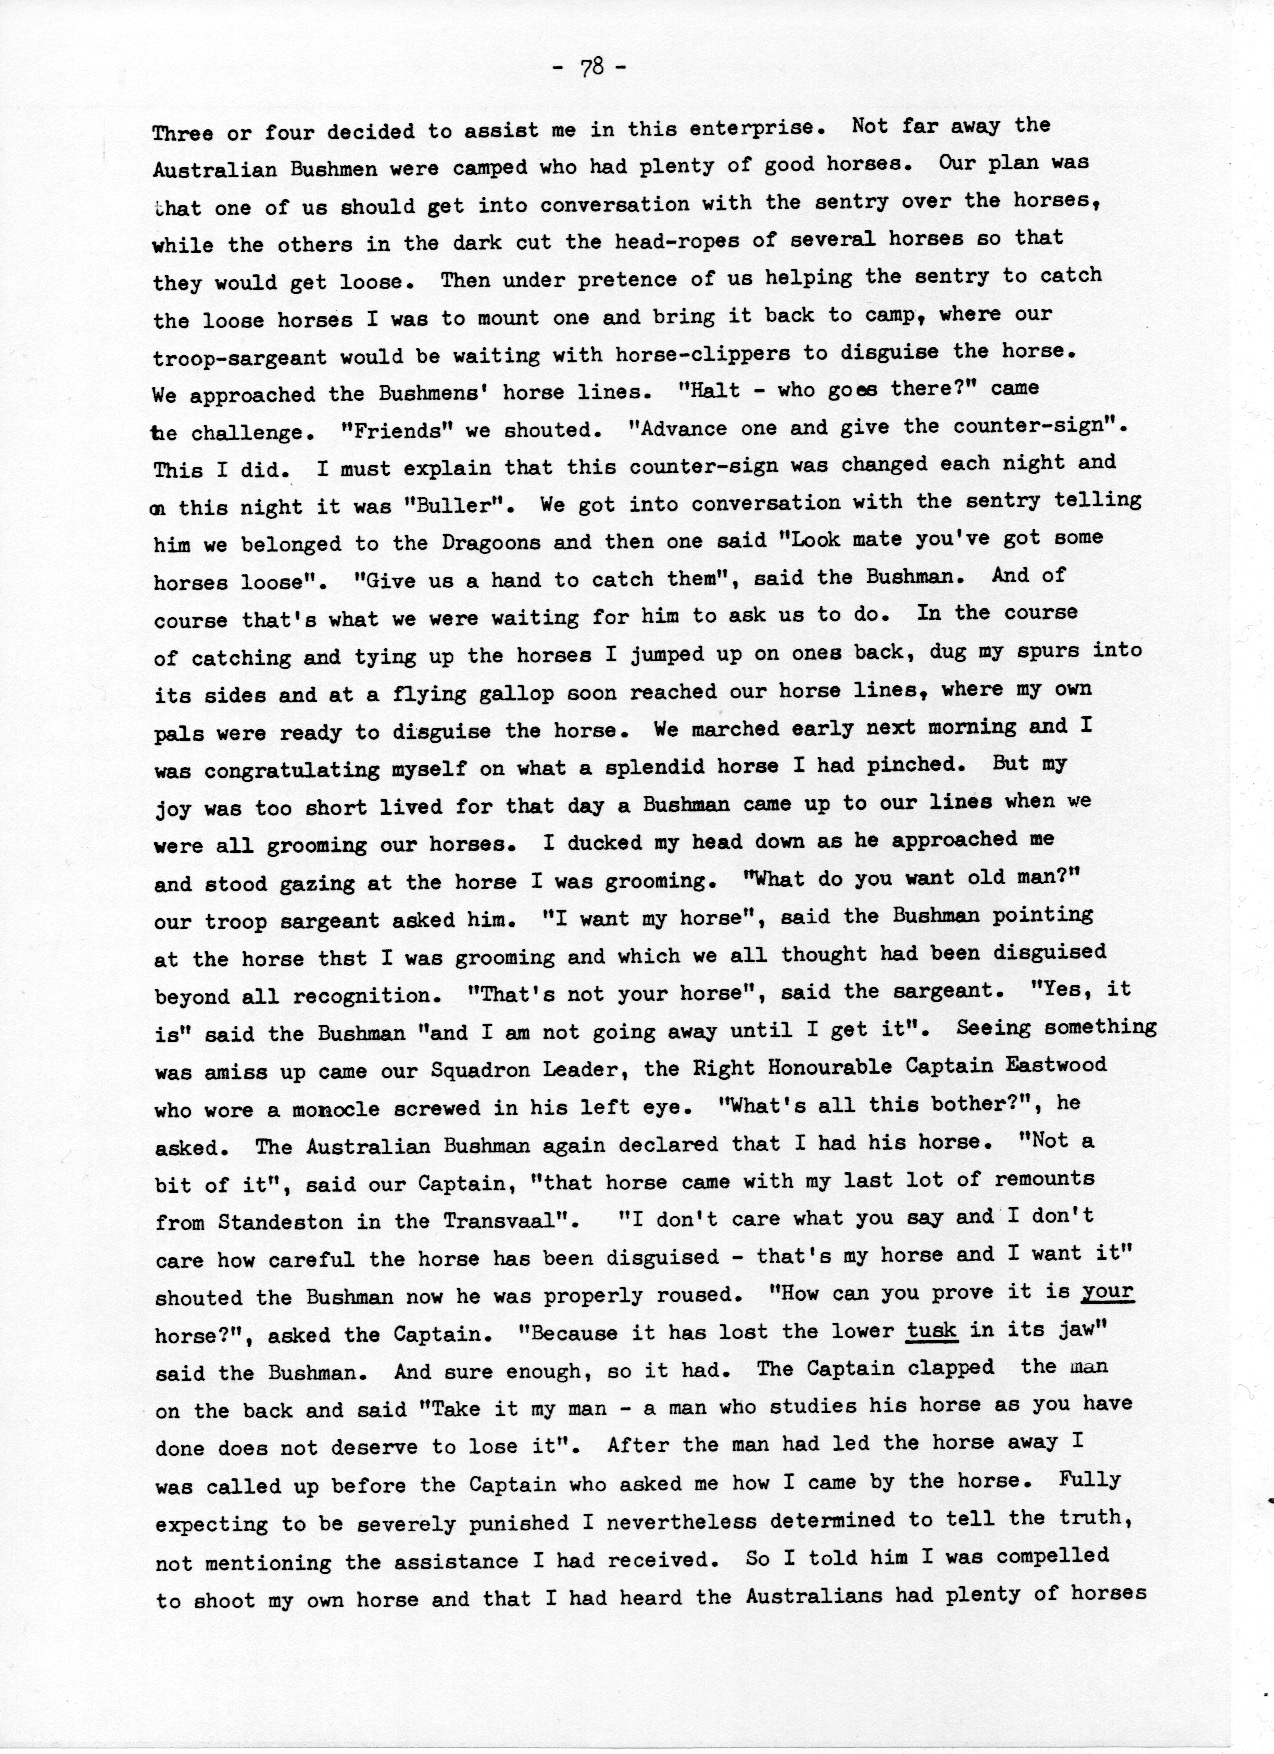 - 78 -
Three or four decided to assist me in this enterprise. Not far away the
Australian Bushmen were camped who had plenty of good horses. Our plan was
that one of us should get into conversation with the sentry over the horses,
while the others in the dark cut the head-ropes of several horses so that
they would get loose. Then under pretence of us helping the sentry to catch
the loose horses I was to mount one and bring it back to camp, where our
troop-sargeant would be waiting with horse-clippers to disguise the horse.
We approached the Bushmens' horse lines. "Halt - who goes there?" came
the challenge. "Friends" we shouted. "Advance one and give the counter-sign".
This I did. I must explain that this counter-sign was changed each night and
on this night it was "Buller". We got into conversation with the sentry telling
him we belonged to the Dragoons and then one said "Look mate you've got some
horses loose". "Give us a hand to catch them", said the Bushman. And of
course that's what we were waiting for him to ask us to do. In the course
of catching and tying up the horses I jumped up on ones back, dug my spurs into
its sides and at a flying gallop soon reached our horse lines, where my own
pals were ready to disguise the horse. We marched early next morning and I
was congratulating myself on what a splendid horse I had pinched. But my
joy was too short lived for that day a Bushman came up to our lines when we
were all grooming our horses. I ducked my head down as he approached me
and stood gazing at the horse I was grooming. "What do you want old man?"
our troop sargeant asked him. "I want my horse", said the Bushman pointing
at the horse thst I was grooming and which we all thought had been disguised
beyond all recognition. "That's not your horse", said the sargeant. "Yes, it
is" said the Bushman "and I am not going away until I get it". Seeing something
was amiss up came our Squadron Leader, the Right Honourable Captain Eastwood
who wore a monocle screwed in his left eye. "What's all this bother?", he
asked. The Australian Bushman again declared that I had his horse. "Not a
bit of it", said our Captain, "that horse came with my last lot of remounts
from Standeston in the Transvaal". "I don't care what you say and I don't
care how careful the horse has been disguised - that's my horse and I want it"
shouted the Bushman now he was properly roused. "How can you prove it is your
horse?", asked the Captain. "Because it has lost the lower tusk in its jaw"
said the Bushman. And sure enough, so it had. The Captain clapped the man
on the back and said "Take it my man - a man who studies his horse as you have
done does not deserve to lose it". After the man had led the horse away I
was called up before the Captain who asked me how I came by the horse. Fully
expecting to be severely punished I nevertheless determined to tell the truth,
not mentioning the assistance I had received. So I told him I was compelled
to shoot my own horse and that I had heard the Australians had plenty of horses